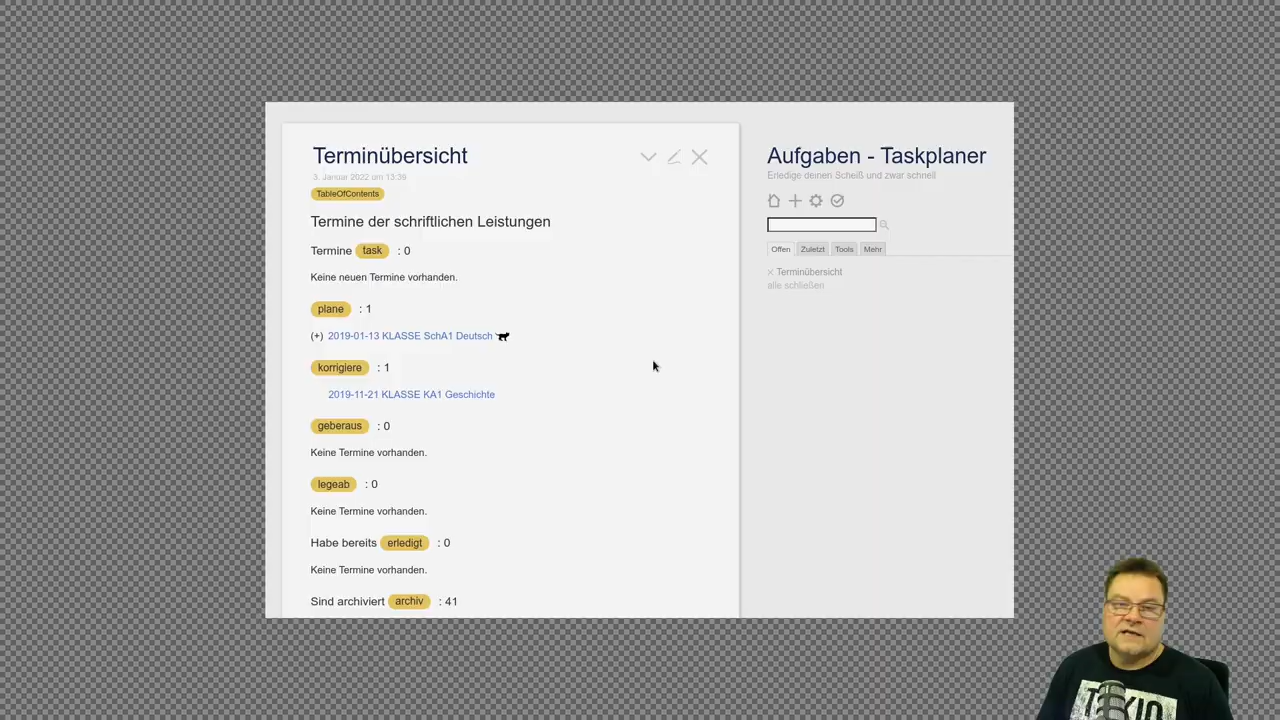 Terminübersicht
3. Januar 2022 um 13:39
TableOfContents
Termine der schriftlichen Leistungen
Termine task : 0
Keine neuen Termine vorhanden.
plane : 1
(+) 2019-01-13 KLASSE SchA1 Deutsch
korrigiere : 1
2019-11-21 KLASSE KA1 Geschichte
geberaus : 0
Keine Termine vorhanden.
legeab : 0
Keine Termine vorhanden.
Habe bereits erledigt : 0
Keine Termine vorhanden.
Sind archiviert archiv : 41
Aufgaben - Taskplaner
Erledige deinen Scheiß und zwar schnell
Offen Zuletzt Tools Mehr
× Terminübersicht
alle schließen